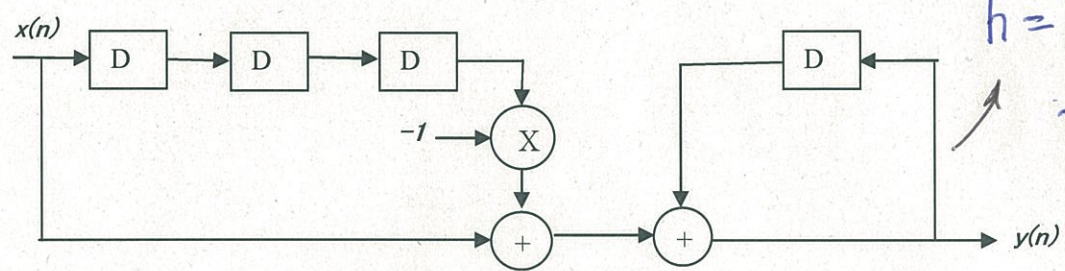 x(n)
h =
D
D
D
D
-1
X
+
+
y(n)